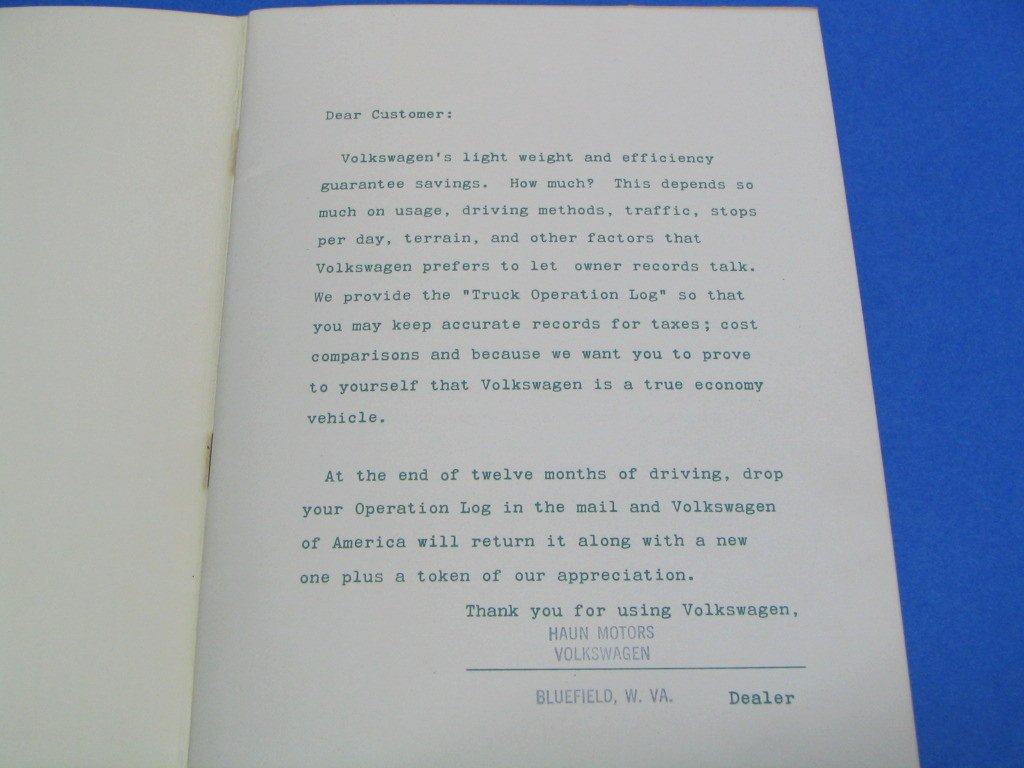 Dear Customer:
Volkswagen's light weight and efficiency
guarantee savings. How much? This depends so
much on usage, driving methods, traffic, stops
per day, terrain, and other factors that
Volkswagen prefers to let owner records talk.
We provide the "Truck Operation Log" so that
you may keep accurate records for taxes; cost
comparisons and because we want you to prove
to yourself that Volkswagen is a true economy
vehicle.
At the end of twelve months of driving, drop
your Operation Log in the mail and Volkswagen
of America will return it along with a new
one plus a token of our appreciation.
Thank you for using Volkswagen,
HAUN MOTORS
VOLKSWAGEN
BLUEFIELD, W. VA. Dealer